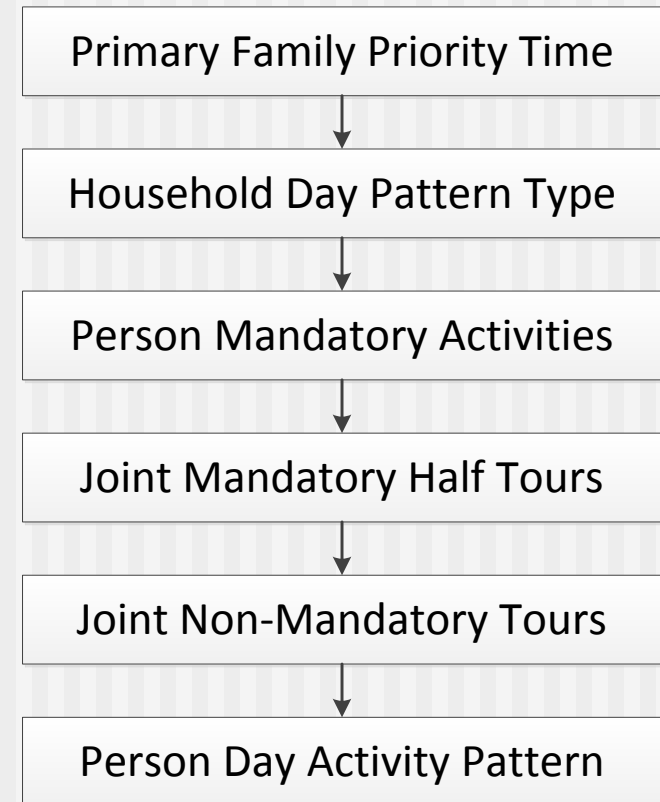 Primary Family Priority Time
Household Day Pattern Type
Person Mandatory Activities
Joint Mandatory Half Tours
Joint Non-Mandatory Tours
Person Day Activity Pattern